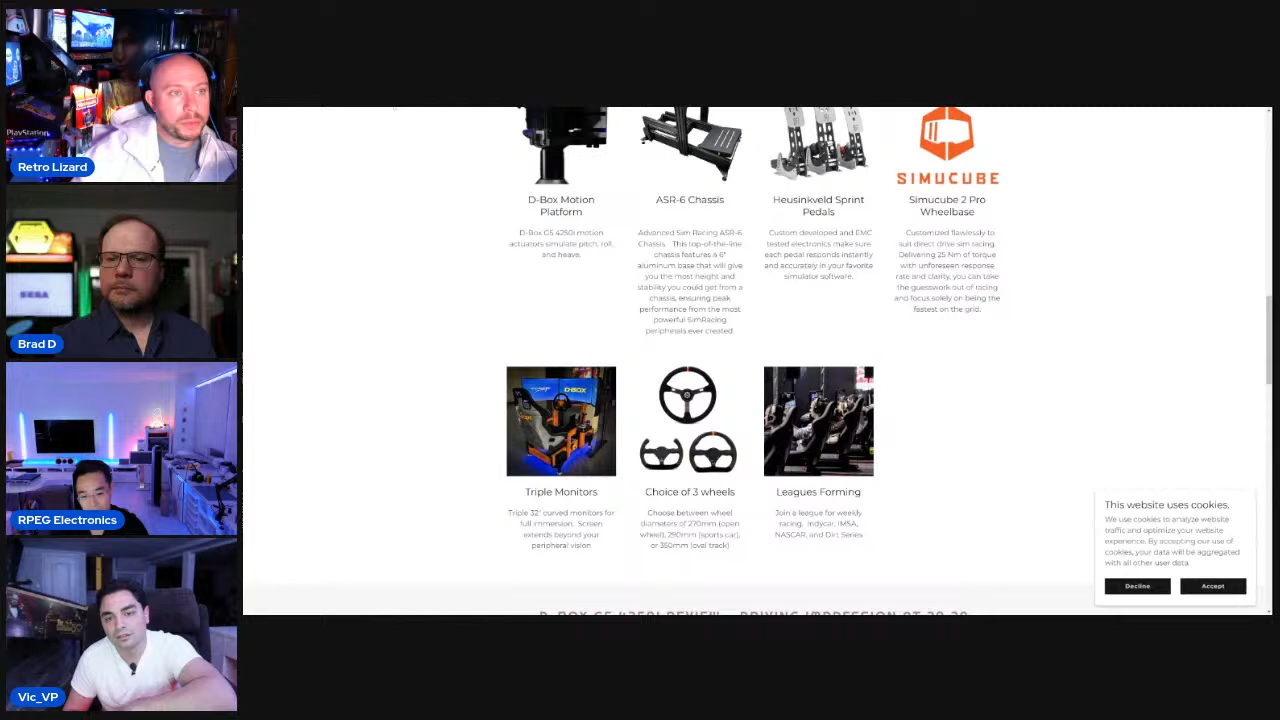 PlayStation
Retro Lizard
SEGA
Brad D
RPEG Electronics
Vic_VP
SIMUCUBE
D-Box Motion
Platform
D-Box G5 4250i motion
actuators simulate pitch, roll,
and heave.
ASR-6 Chassis
Advanced Sim Racing ASR-6
Chassis. This top-of-the-line
chassis features a 6"
aluminum base that will give
you the most height and
stability you could get from a
chassis, ensuring peak
performance from the most
powerful SimRacing
peripherals ever created.
Heusinkveld Sprint
Pedals
Custom developed and EMC
tested electronics make sure
each pedal responds instantly
and accurately in your favorite
simulator software.
Simucube 2 Pro
Wheelbase
Customized flawlessly to
suit direct drive sim racing.
Delivering 25 Nm of torque
with unforeseen response
rate and clarity, you can take
the guesswork out of racing
and focus solely on being the
fastest on the grid.
D-BOX
Triple Monitors
Triple 32" curved monitors for
full immersion. Screen
extends beyond your
peripheral vision
Choice of 3 wheels
Choose between wheel
diameters of 270mm (open
wheel), 290mm (sports car),
or 350mm (oval track)
Leagues Forming
Join a league for weekly
racing. Indycar, IMSA,
NASCAR, and Dirt Series
This website uses cookies.
We use cookies to analyze website
traffic and optimize your website
experience. By accepting our use of
cookies, your data will be aggregated
with all other user data.
Decline
Accept